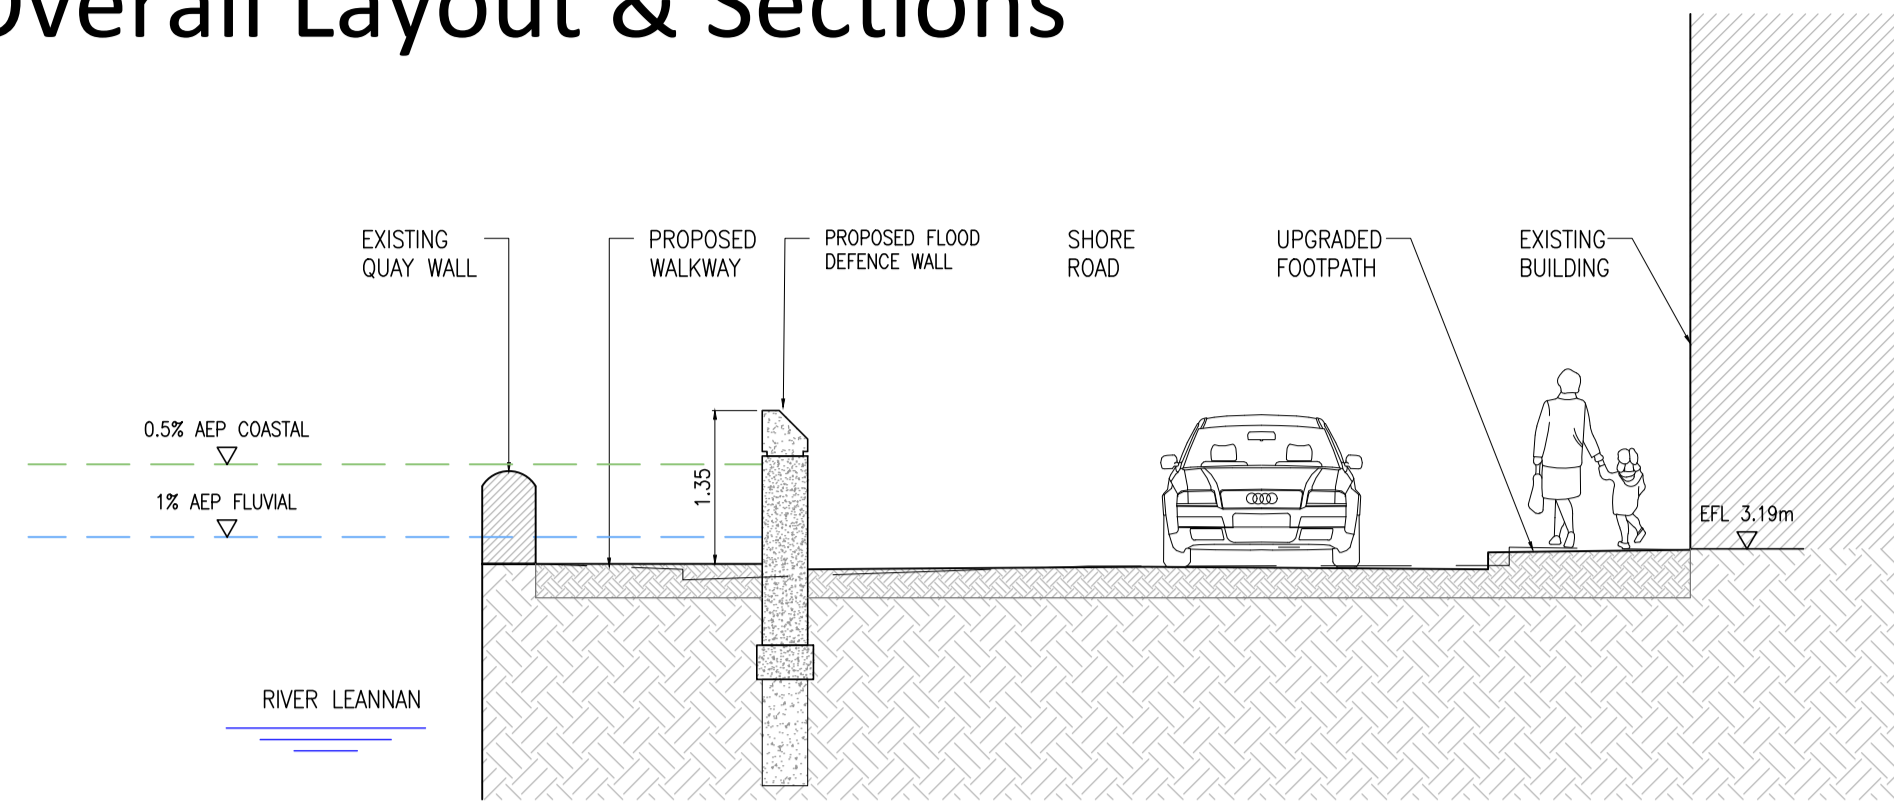 Overall Layout & Sections
EXISTING
QUAY WALL
PROPOSED
WALKWAY
PROPOSED FLOOD
DEFENCE WALL
SHORE
ROAD
UPGRADED
FOOTPATH
EXISTING
BUILDING
0.5% AEP COASTAL
1% AEP FLUVIAL
1.35
EFL 3.19m
RIVER LEANNAN